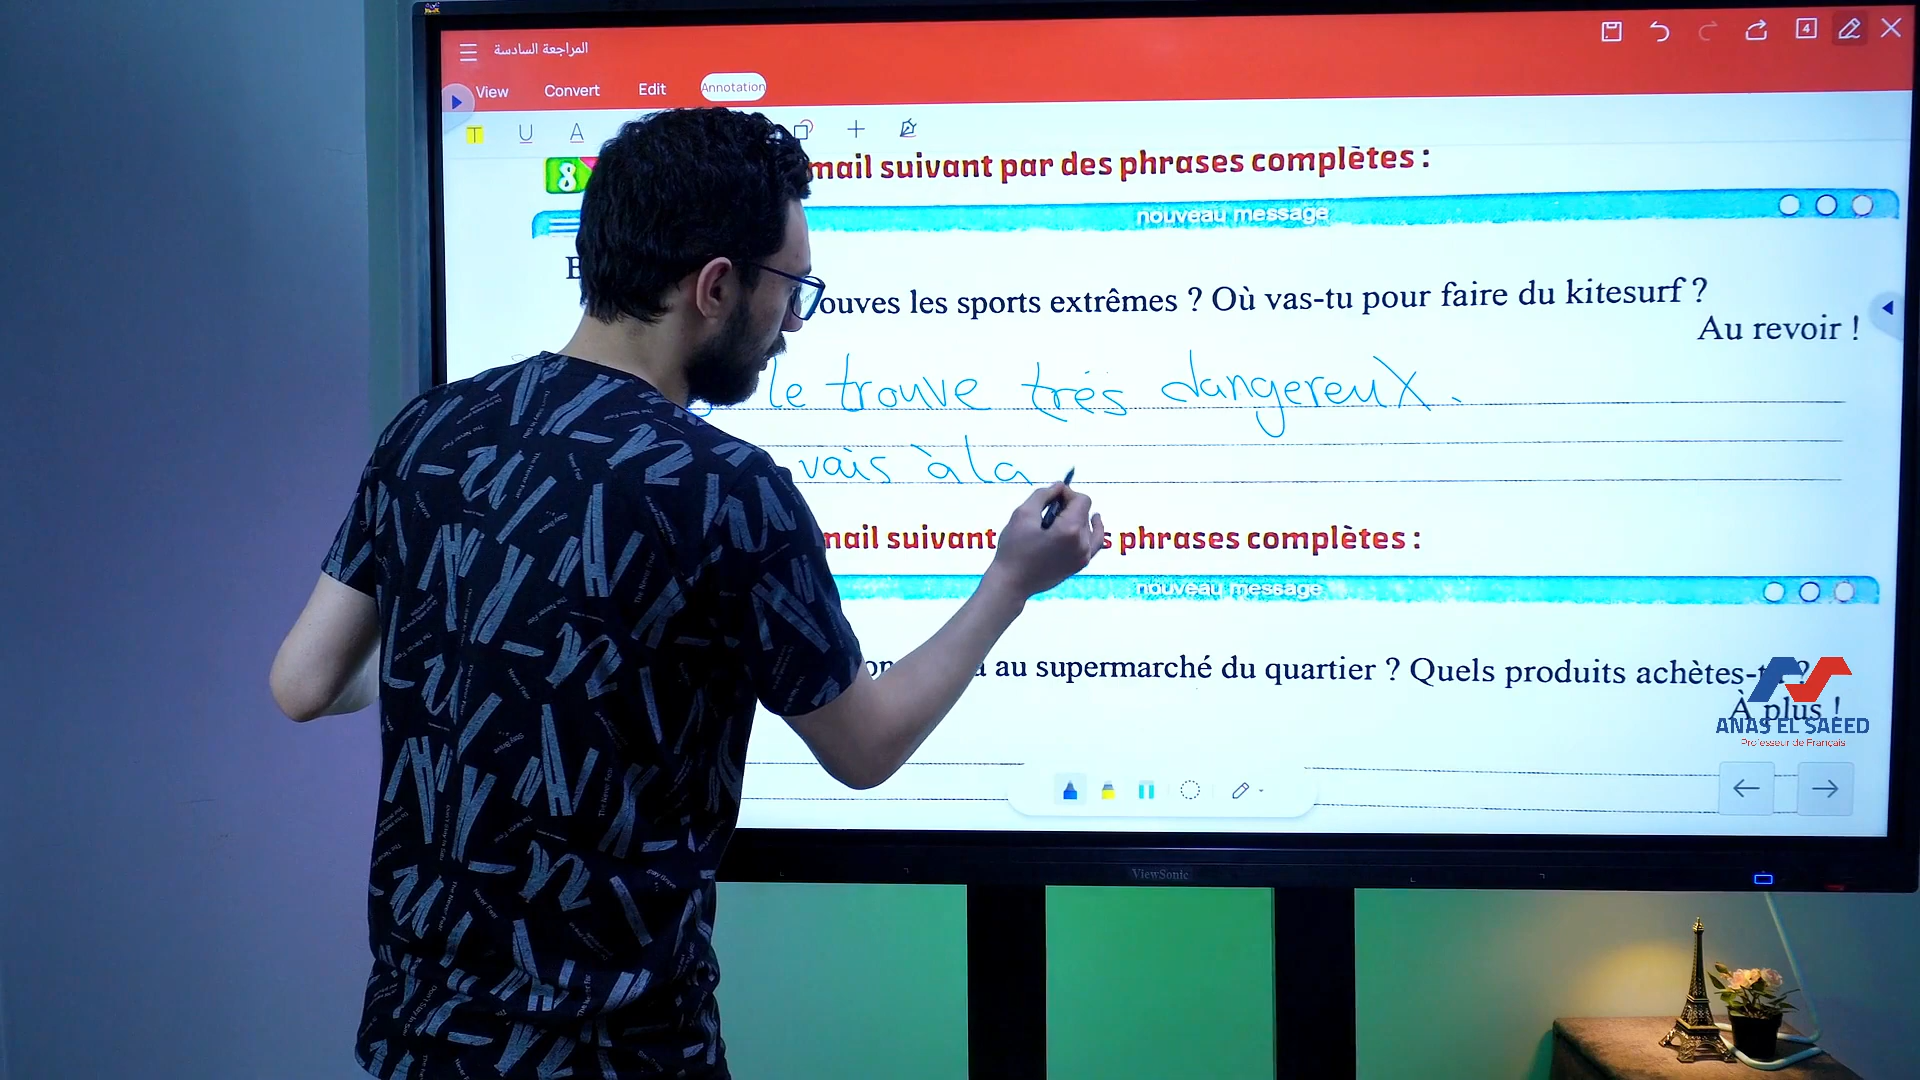 المراجعة السادسة
4
View Convert Edit Annotation
T U A
8 mail suivant par des phrases complètes :
nouveau message
ouves les sports extrêmes ? Où vas-tu pour faire du kitesurf ?
Au revoir !
le trouve très dangereux.
vais à la
mail suivant s phrases complètes :
nouveau message
au supermarché du quartier ? Quels produits achètes-t ?
À plus !
ANAS EL SAEED
Professeur de Français
ViewSonic